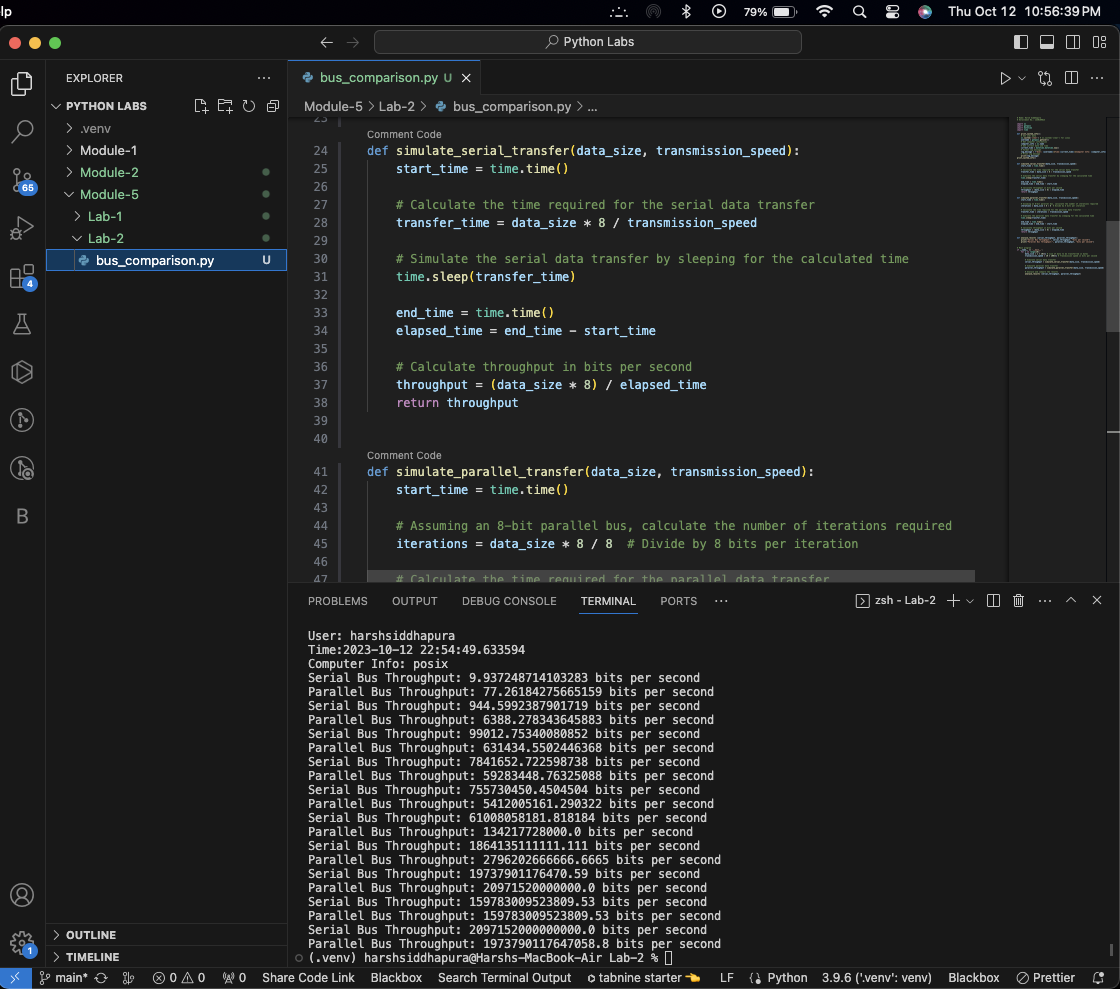 lp
79%
Thu Oct 12 10:56:39 PM
Python Labs
EXPLORER
PYTHON LABS
.venv
Module-1
Module-2
Module-5
Lab-1
Lab-2
bus_comparison.py U
65
4
B
1
OUTLINE
TIMELINE
bus_comparison.py U
Module-5 > Lab-2 > bus_comparison.py > ...
23
Comment Code
24 def simulate_serial_transfer(data_size, transmission_speed):
25 start_time = time.time()
26
27 # Calculate the time required for the serial data transfer
28 transfer_time = data_size * 8 / transmission_speed
29
30 # Simulate the serial data transfer by sleeping for the calculated time
31 time.sleep(transfer_time)
32
33 end_time = time.time()
34 elapsed_time = end_time - start_time
35
36 # Calculate throughput in bits per second
37 throughput = (data_size * 8) / elapsed_time
38 return throughput
39
40
Comment Code
41 def simulate_parallel_transfer(data_size, transmission_speed):
42 start_time = time.time()
43
44 # Assuming an 8-bit parallel bus, calculate the number of iterations required
45 iterations = data_size * 8 / 8 # Divide by 8 bits per iteration
46
47 # Calculate the time required for the parallel data transfer
PROBLEMS OUTPUT DEBUG CONSOLE TERMINAL PORTS ...
zsh - Lab-2
User: harshsiddhapura
Time:2023-10-12 22:54:49.633594
Computer Info: posix
Serial Bus Throughput: 9.937248714103283 bits per second
Parallel Bus Throughput: 77.26184275665159 bits per second
Serial Bus Throughput: 944.5992387901719 bits per second
Parallel Bus Throughput: 6388.278343645883 bits per second
Serial Bus Throughput: 99012.75340080852 bits per second
Parallel Bus Throughput: 631434.5502446368 bits per second
Serial Bus Throughput: 7841652.722598738 bits per second
Parallel Bus Throughput: 59283448.76325088 bits per second
Serial Bus Throughput: 755730450.4504504 bits per second
Parallel Bus Throughput: 5412005161.290322 bits per second
Serial Bus Throughput: 61008058181.818184 bits per second
Parallel Bus Throughput: 134217728000.0 bits per second
Serial Bus Throughput: 1864135111111.111 bits per second
Parallel Bus Throughput: 2796202666666.6665 bits per second
Serial Bus Throughput: 19737901176470.59 bits per second
Parallel Bus Throughput: 20971520000000.0 bits per second
Serial Bus Throughput: 159783009523809.53 bits per second
Parallel Bus Throughput: 159783009523809.53 bits per second
Serial Bus Throughput: 2097152000000000.0 bits per second
Parallel Bus Throughput: 1973790117647058.8 bits per second
(.venv) harshsiddhapura@Harshs-MacBook-Air Lab-2 %
main* 0 0 0 Share Code Link Blackbox Search Terminal Output tabnine starter 👈 LF {} Python 3.9.6 ('.venv': venv) Blackbox Prettier